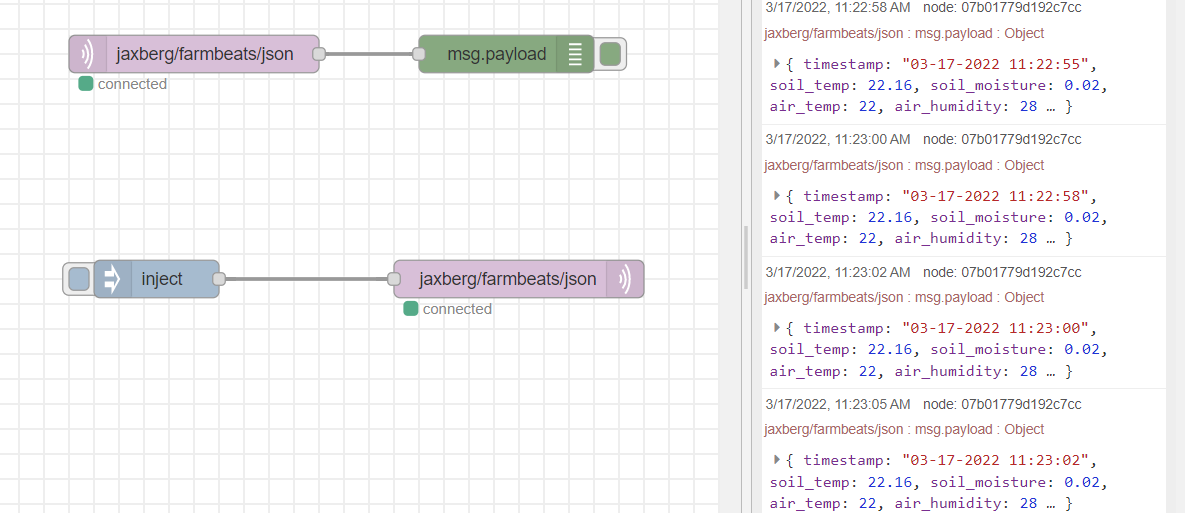 jaxberg/farmbeats/json
msg.payload
connected
inject
jaxberg/farmbeats/json
connected
3/17/2022, 11:22:58 AM node: 07b01779d192c7cc
jaxberg/farmbeats/json : msg.payload : Object
{ timestamp: "03-17-2022 11:22:55",
soil_temp: 22.16, soil_moisture: 0.02,
air_temp: 22, air_humidity: 28 … }
3/17/2022, 11:23:00 AM node: 07b01779d192c7cc
jaxberg/farmbeats/json : msg.payload : Object
{ timestamp: "03-17-2022 11:22:58",
soil_temp: 22.16, soil_moisture: 0.02,
air_temp: 22, air_humidity: 28 … }
3/17/2022, 11:23:02 AM node: 07b01779d192c7cc
jaxberg/farmbeats/json : msg.payload : Object
{ timestamp: "03-17-2022 11:23:00",
soil_temp: 22.16, soil_moisture: 0.02,
air_temp: 22, air_humidity: 28 … }
3/17/2022, 11:23:05 AM node: 07b01779d192c7cc
jaxberg/farmbeats/json : msg.payload : Object
{ timestamp: "03-17-2022 11:23:02",
soil_temp: 22.16, soil_moisture: 0.02,
air_temp: 22, air_humidity: 28 … }